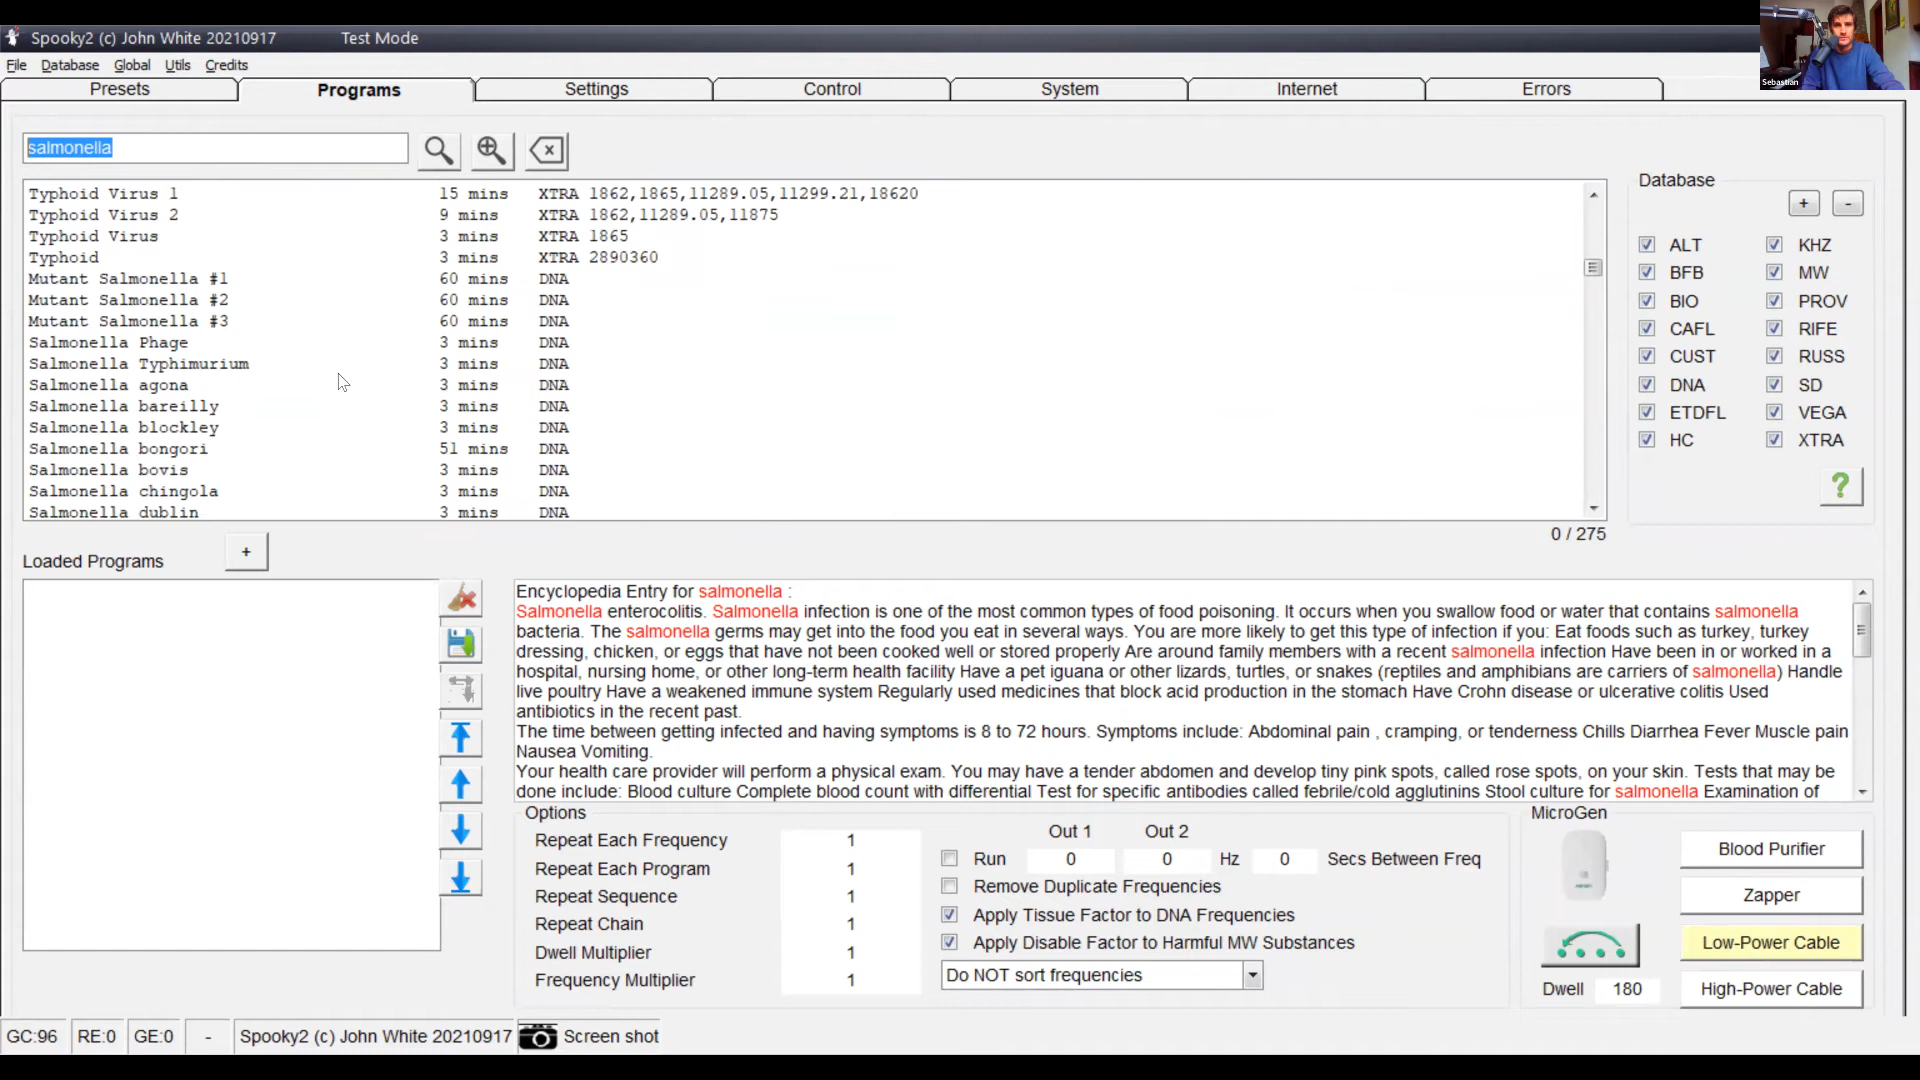 Spooky2 (c) John White 20210917 Test Mode
File Database Global Utils Credits
Presets Programs Settings Control System Internet Errors
Sebastian
salmonella
Typhoid Virus 1 15 mins XTRA 1862,1865,11289.05,11299.21,18620
Typhoid Virus 2 9 mins XTRA 1862,11289.05,11875
Typhoid Virus 3 mins XTRA 1865
Typhoid 3 mins XTRA 2890360
Mutant Salmonella #1 60 mins DNA
Mutant Salmonella #2 60 mins DNA
Mutant Salmonella #3 60 mins DNA
Salmonella Phage 3 mins DNA
Salmonella Typhimurium 3 mins DNA
Salmonella agona 3 mins DNA
Salmonella bareilly 3 mins DNA
Salmonella blockley 3 mins DNA
Salmonella bongori 51 mins DNA
Salmonella bovis 3 mins DNA
Salmonella chingola 3 mins DNA
Salmonella dublin 3 mins DNA
0 / 275
Database
+ -
ALT KHZ
BFB MW
BIO PROV
CAFL RIFE
CUST RUSS
DNA SD
ETDFL VEGA
HC XTRA
?
Loaded Programs +
Encyclopedia Entry for salmonella :
Salmonella enterocolitis. Salmonella infection is one of the most common types of food poisoning. It occurs when you swallow food or water that contains salmonella
bacteria. The salmonella germs may get into the food you eat in several ways. You are more likely to get this type of infection if you: Eat foods such as turkey, turkey
dressing, chicken, or eggs that have not been cooked well or stored properly Are around family members with a recent salmonella infection Have been in or worked in a
hospital, nursing home, or other long-term health facility Have a pet iguana or other lizards, turtles, or snakes (reptiles and amphibians are carriers of salmonella) Handle
live poultry Have a weakened immune system Regularly used medicines that block acid production in the stomach Have Crohn disease or ulcerative colitis Used
antibiotics in the recent past.
The time between getting infected and having symptoms is 8 to 72 hours. Symptoms include: Abdominal pain , cramping, or tenderness Chills Diarrhea Fever Muscle pain
Nausea Vomiting.
Your health care provider will perform a physical exam. You may have a tender abdomen and develop tiny pink spots, called rose spots, on your skin. Tests that may be
done include: Blood culture Complete blood count with differential Test for specific antibodies called febrile/cold agglutinins Stool culture for salmonella Examination of
Options
Repeat Each Frequency 1
Repeat Each Program 1
Repeat Sequence 1
Repeat Chain 1
Dwell Multiplier 1
Frequency Multiplier 1
Out 1 Out 2
Run 0 0 Hz 0 Secs Between Freq
Remove Duplicate Frequencies
Apply Tissue Factor to DNA Frequencies
Apply Disable Factor to Harmful MW Substances
Do NOT sort frequencies
MicroGen
Blood Purifier
Zapper
Low-Power Cable
Dwell 180
High-Power Cable
GC:96 RE:0 GE:0 - Spooky2 (c) John White 20210917 Screen shot